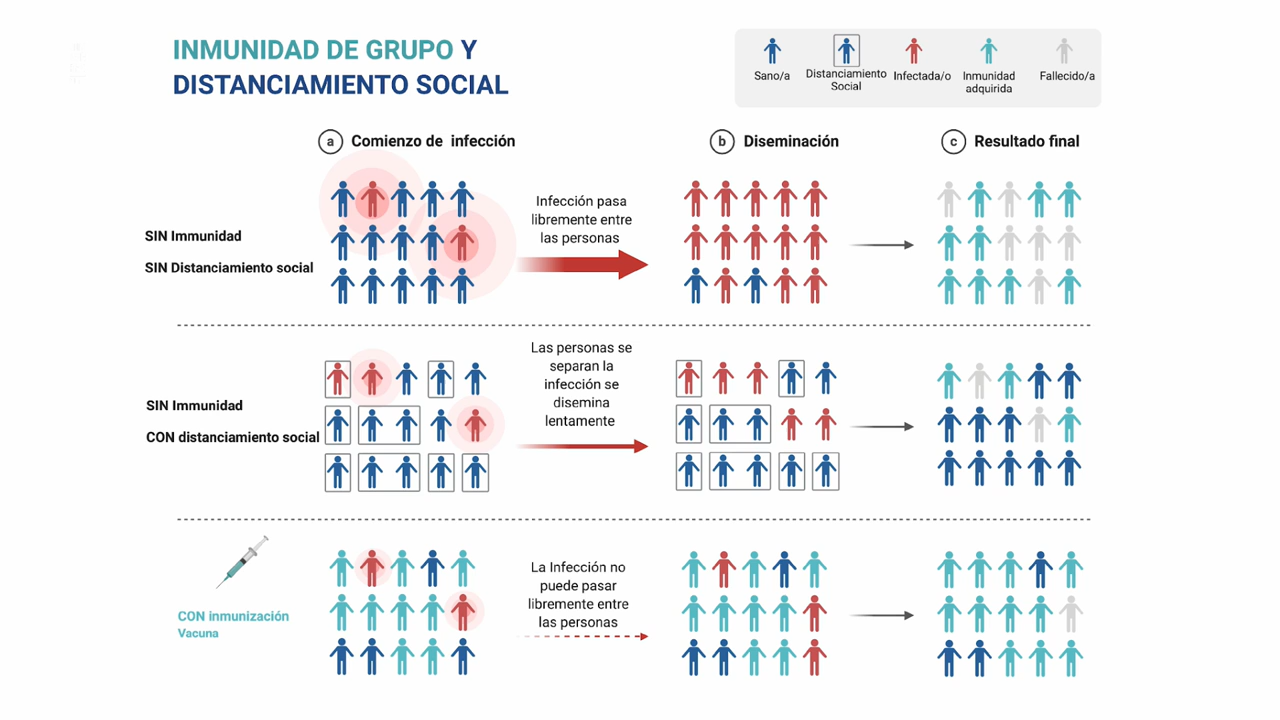 INMUNIDAD DE GRUPO Y
DISTANCIAMIENTO SOCIAL
Sano/a
Distanciamiento
Social
Infectada/o
Inmunidad
adquirida
Fallecido/a
a Comienzo de infección
b Diseminación
c Resultado final
SIN Inmunidad
SIN Distanciamiento social
Infección pasa
libremente entre
las personas
SIN Inmunidad
CON distanciamiento social
Las personas se
separan la
infección se
disemina
lentamente
CON inmunización
Vacuna
La Infección no
puede pasar
libremente entre
las personas